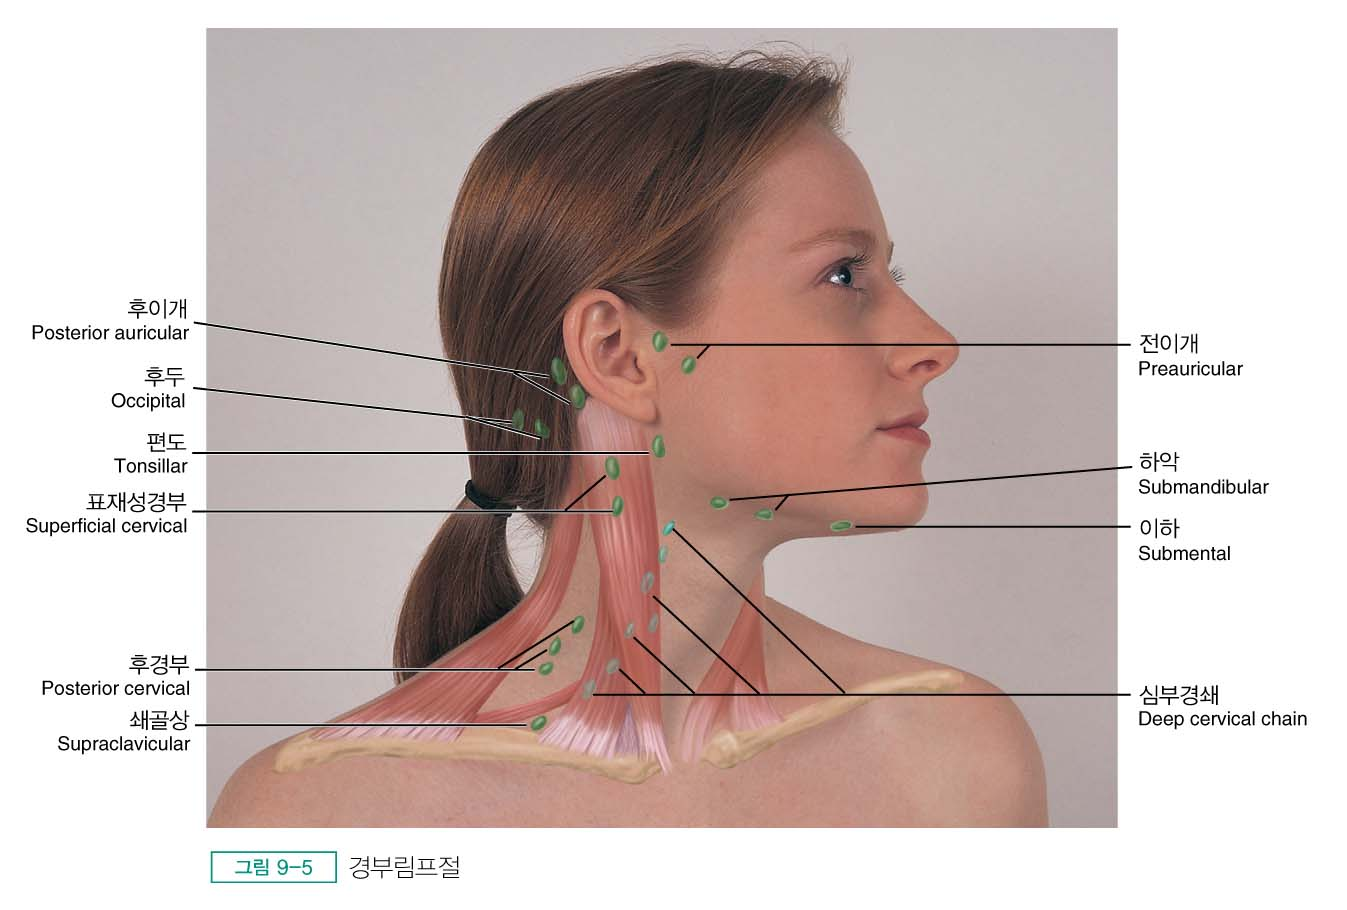 후이개
Posterior auricular
후두
Occipital
편도
Tonsillar
표재성경부
Superficial cervical
후경부
Posterior cervical
쇄골상
Supraclavicular
전이개
Preauricular
하악
Submandibular
이하
Submental
심부경쇄
Deep cervical chain
그림 9-5 경부림프절